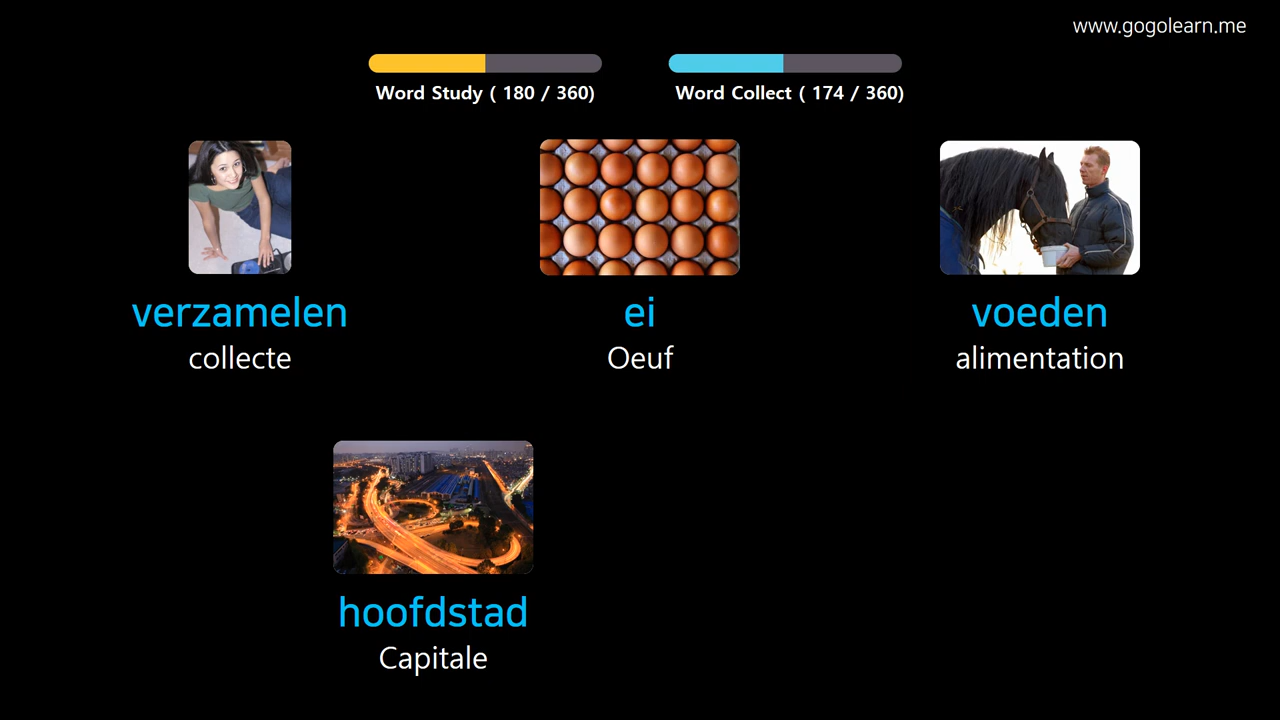 www.gogolearn.me
Word Study ( 180 / 360)
Word Collect ( 174 / 360)
verzamelen
collecte
ei
Oeuf
voeden
alimentation
hoofdstad
Capitale